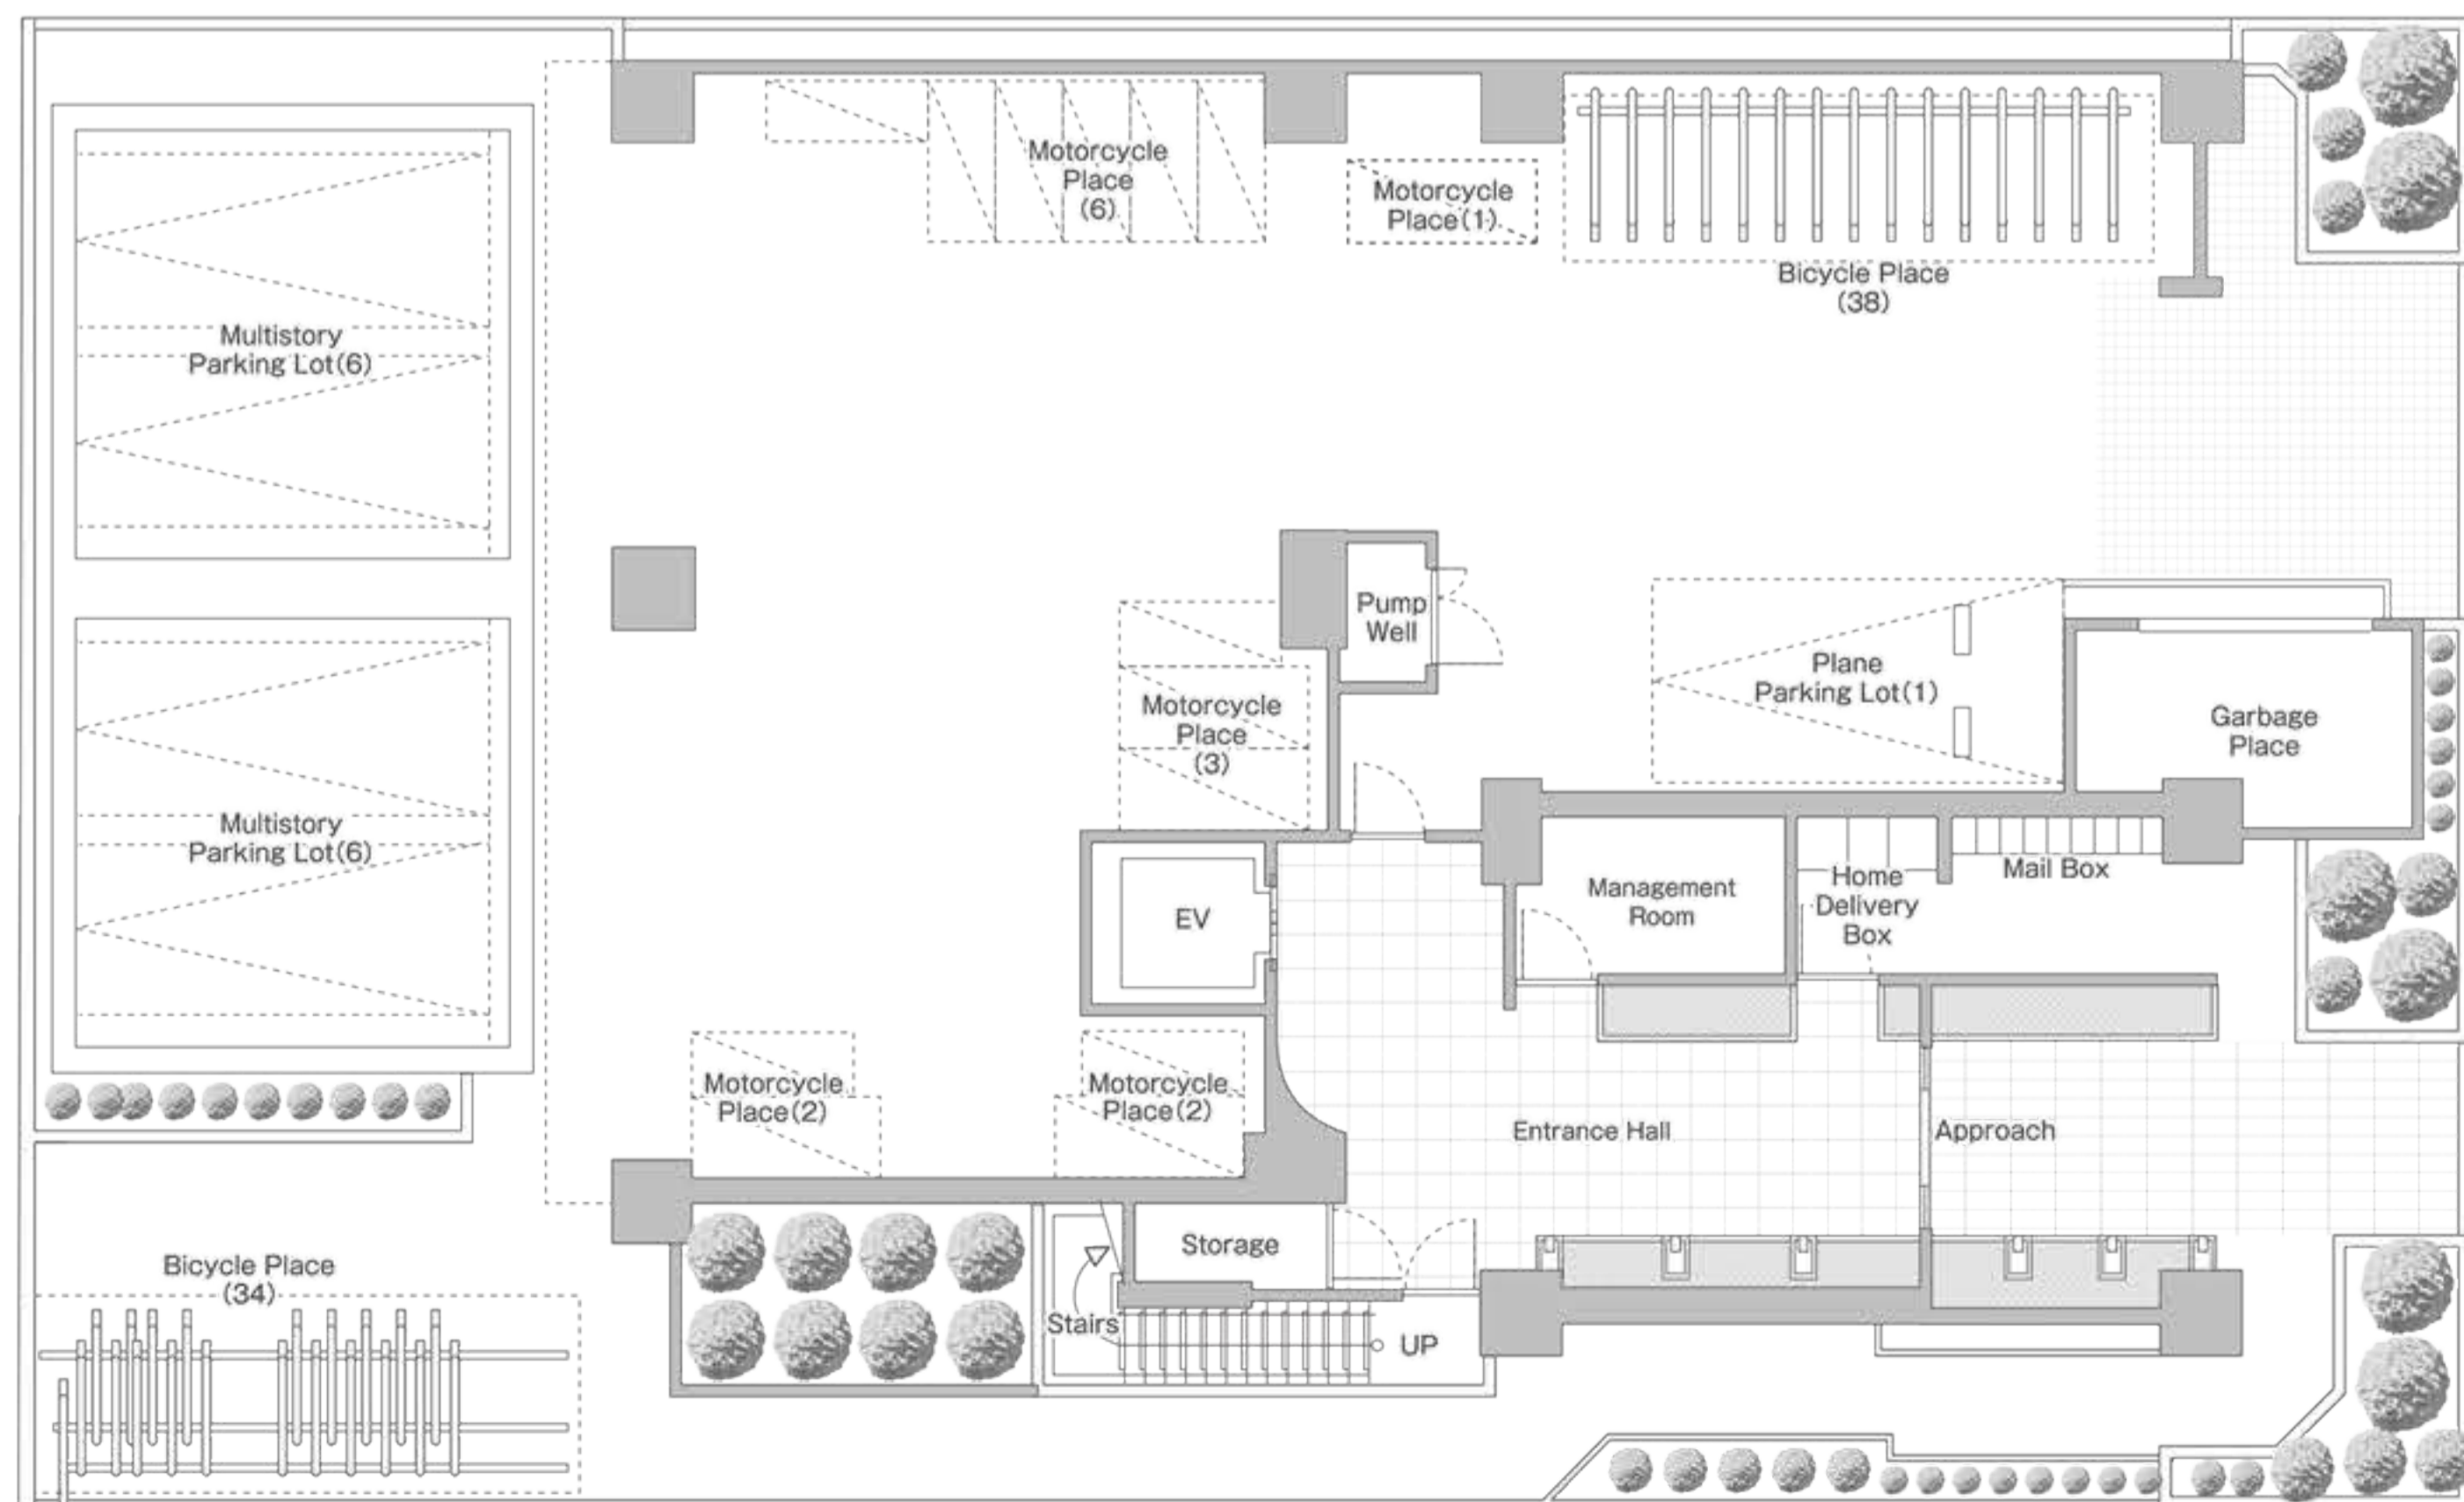 Motorcycle
Place
(6)
Motorcycle
Place(1)
Bicycle Place
(38)
Multistory
Parking Lot(6)
Pump
Well
Motorcycle
Place
(3)
Plane
Parking Lot(1)
Garbage
Place
Multistory
Parking Lot(6)
EV
Management
Room
Home
Delivery
Box
Mail Box
Motorcycle
Place(2)
Motorcycle
Place(2)
Entrance Hall
Approach
Bicycle Place
(34)
Storage
Stairs
UP